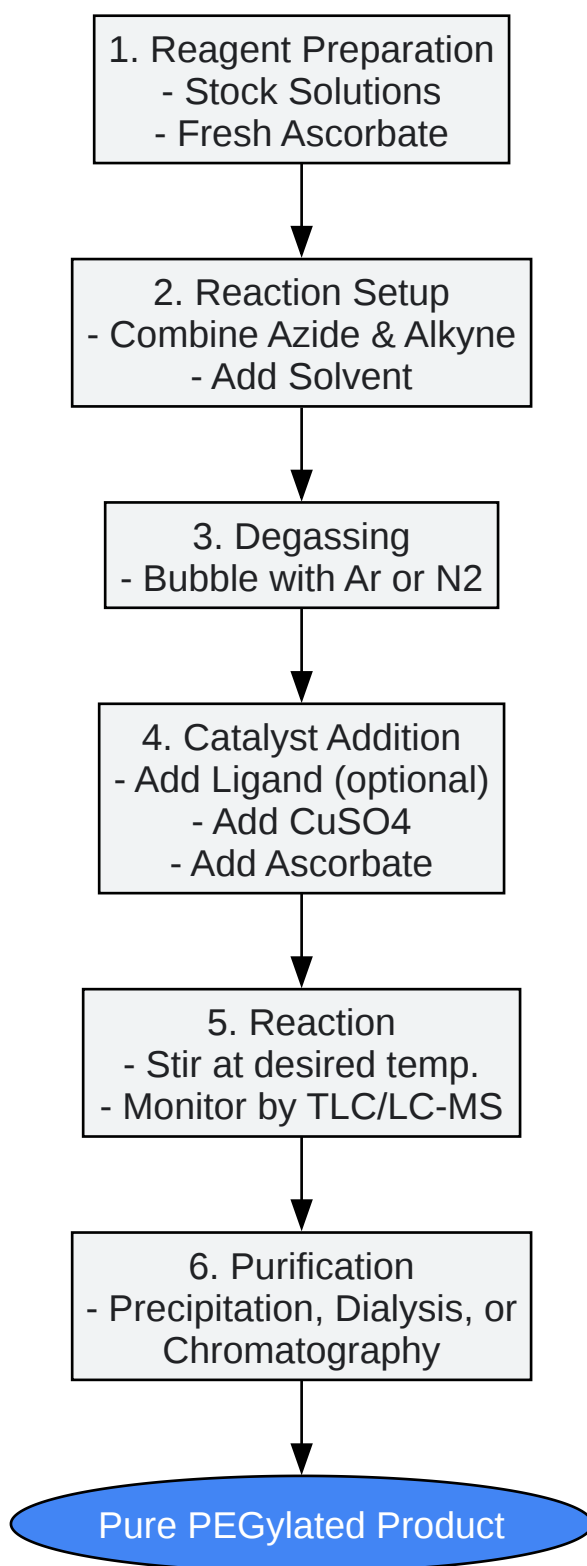 1. Reagent Preparation
- Stock Solutions
- Fresh Ascorbate
2. Reaction Setup
- Combine Azide & Alkyne
- Add Solvent
3. Degassing
- Bubble with Ar or N2
4. Catalyst Addition
- Add Ligand (optional)
- Add CuSO4
- Add Ascorbate
5. Reaction
- Stir at desired temp.
- Monitor by TLC/LC-MS
6. Purification
- Precipitation, Dialysis, or
Chromatography
Pure PEGylated Product